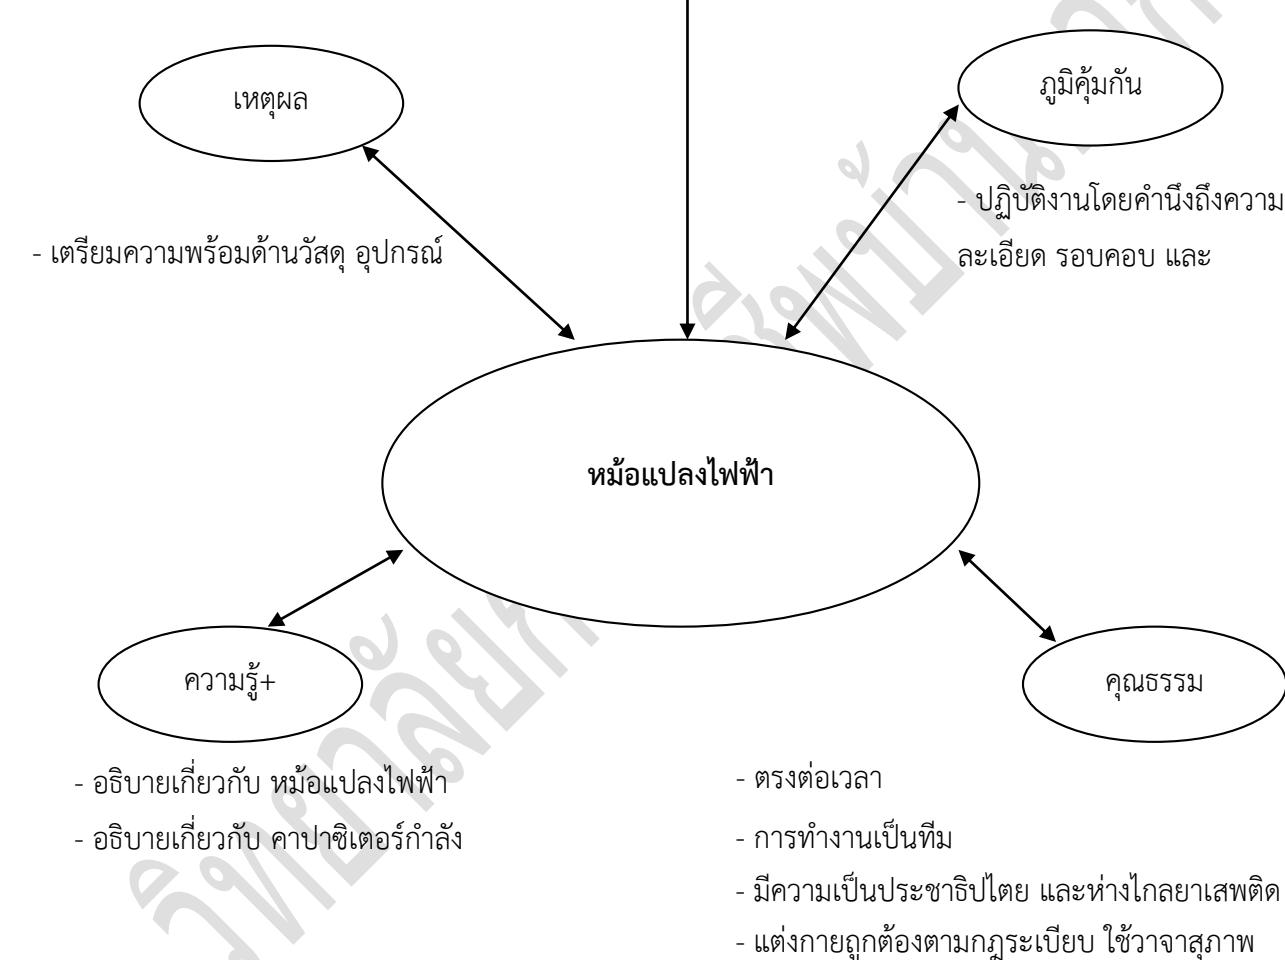 เหตุผล
ภูมิคุ้มกัน
- ปฏิบัติงานโดยคำนึงถึงความ
ละเอียด รอบคอบ และ
- เตรียมความพร้อมด้านวัสดุ อุปกรณ์
หม้อแปลงไฟฟ้า
ความรู้+
คุณธรรม
- อธิบายเกี่ยวกับ หม้อแปลงไฟฟ้า
- อธิบายเกี่ยวกับ คาปาซิเตอร์กำลัง
- ตรงต่อเวลา
- การทำงานเป็นทีม
- มีความเป็นประชาธิปไตย และห่างไกลยาเสพติด
- แต่งกายถูกต้องตามกฎระเบียบ ใช้วาจาสุภาพ